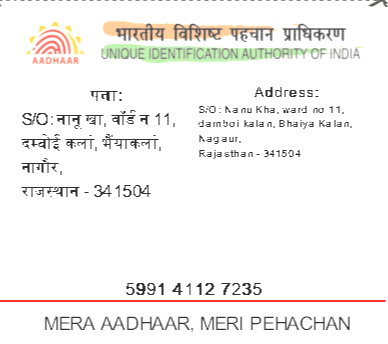 भारतीय विशिष्ट पहचान प्राधिकरण
UNIQUE IDENTIFICATION AUTHORITY OF INDIA
AADHAAR
पता:
S/O: नानू खा, वॉर्ड न 11,
दम्वोई कलां, भैंयाकलां,
नागौर,
राजस्थान - 341504
Address:
S/O: Nanu Kha, ward no 11,
damboi kalan, Bhaiya Kalan,
Nagaur,
Rajasthan - 341504
5991 4112 7235
MERA AADHAAR, MERI PEHACHAN